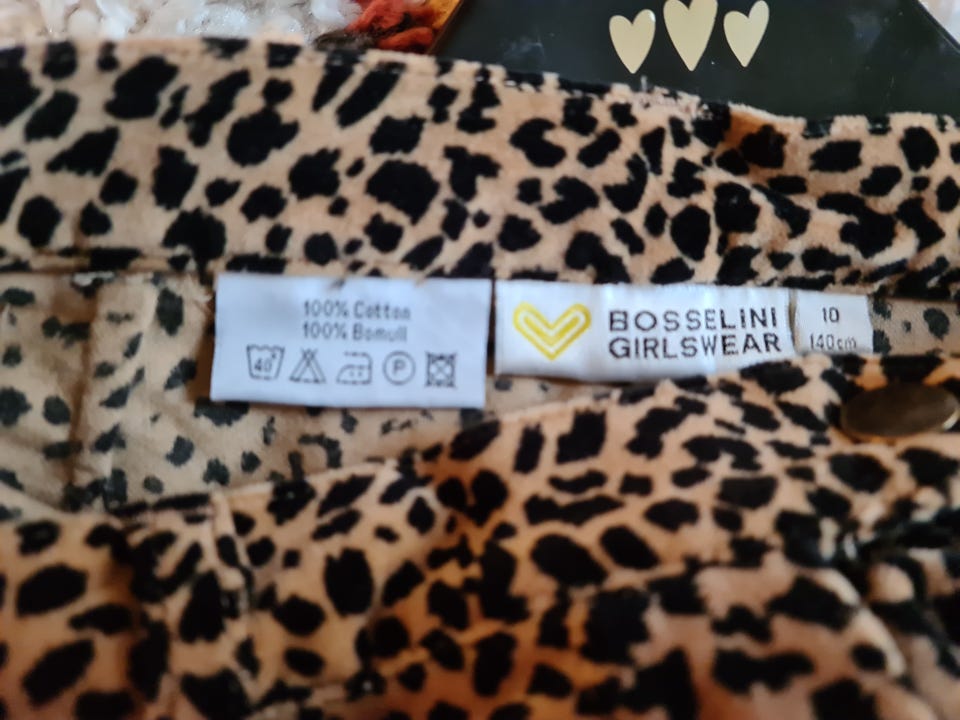 100% Cotton
100% Bomull
40°
P
BOSSELINI
GIRLSWEAR
10
140cm